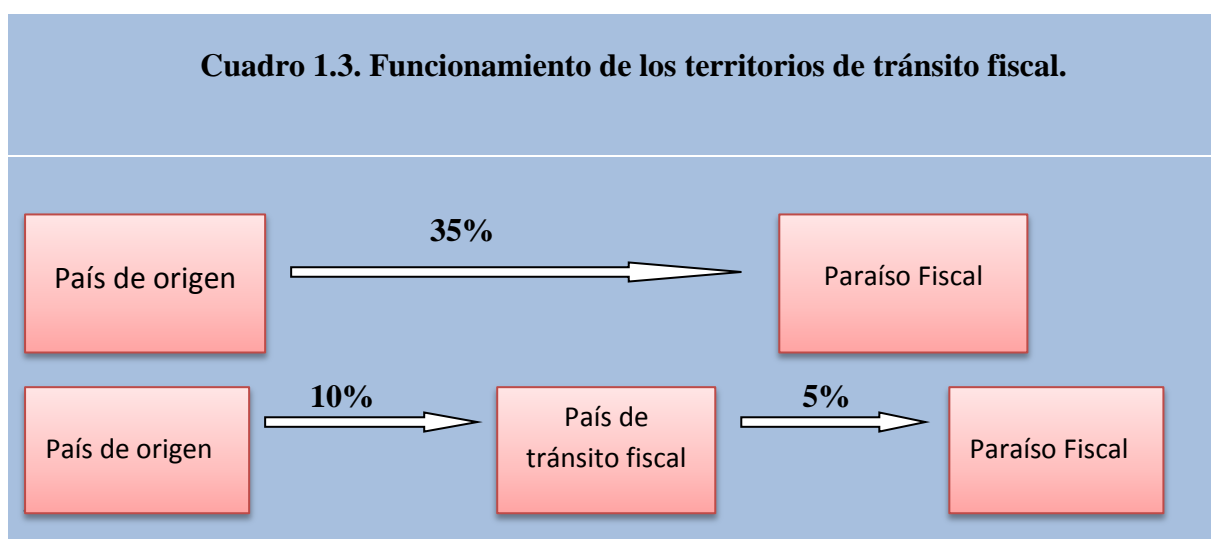 Cuadro 1.3. Funcionamiento de los territorios de tránsito fiscal.
35%
País de origen
Paraíso Fiscal
10%
5%
País de origen
País de
tránsito fiscal
Paraíso Fiscal